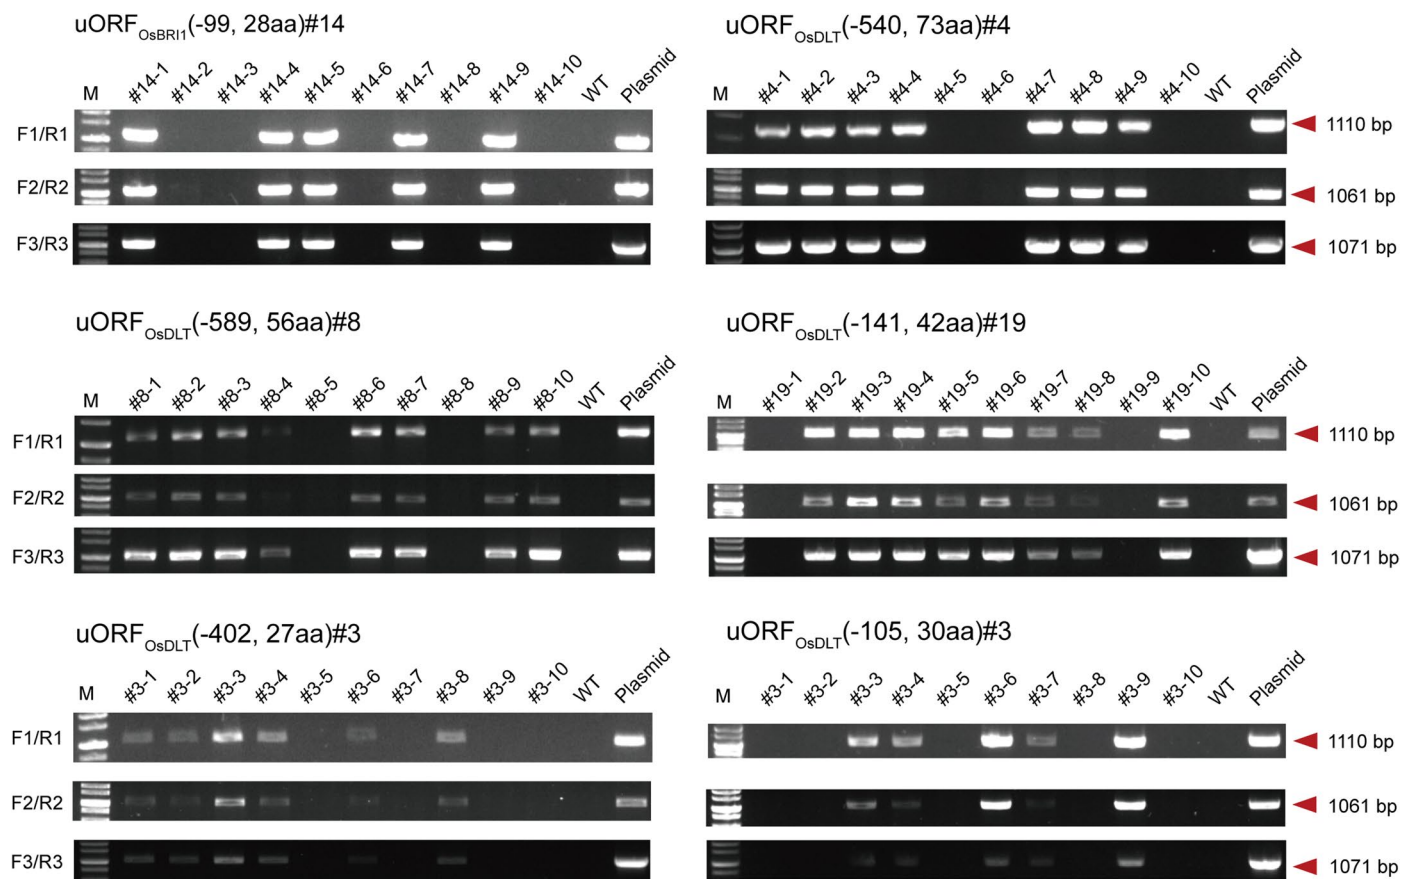 uORF_OsBRI1(-99, 28aa)#14
M #14-1 #14-2 #14-3 #14-4 #14-5 #14-6 #14-7 #14-8 #14-9 #14-10 WT Plasmid
F1/R1
F2/R2
F3/R3
uORF_OsDLT(-540, 73aa)#4
M #4-1 #4-2 #4-3 #4-4 #4-5 #4-6 #4-7 #4-8 #4-9 #4-10 WT Plasmid
1110 bp
1061 bp
1071 bp
uORF_OsDLT(-589, 56aa)#8
M #8-1 #8-2 #8-3 #8-4 #8-5 #8-6 #8-7 #8-8 #8-9 #8-10 WT Plasmid
F1/R1
F2/R2
F3/R3
uORF_OsDLT(-141, 42aa)#19
M #19-1 #19-2 #19-3 #19-4 #19-5 #19-6 #19-7 #19-8 #19-9 #19-10 WT Plasmid
1110 bp
1061 bp
1071 bp
uORF_OsDLT(-402, 27aa)#3
M #3-1 #3-2 #3-3 #3-4 #3-5 #3-6 #3-7 #3-8 #3-9 #3-10 WT Plasmid
F1/R1
F2/R2
F3/R3
uORF_OsDLT(-105, 30aa)#3
M #3-1 #3-2 #3-3 #3-4 #3-5 #3-6 #3-7 #3-8 #3-9 #3-10 WT Plasmid
1110 bp
1061 bp
1071 bp